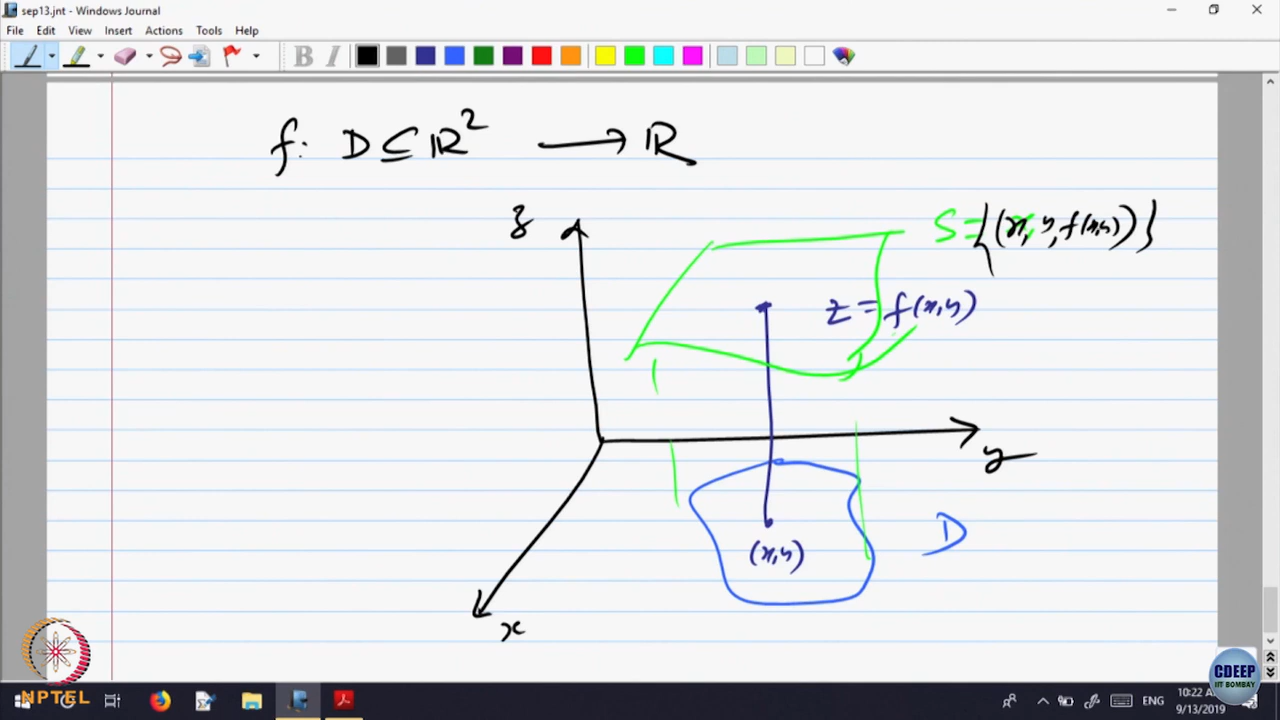 sep13.jnt - Windows Journal
File Edit View Insert Actions Tools Help
B I
f: D ⊆ ℝ² ⟶ ℝ
z
S = {(x, y, f(x,y))}
z = f(x,y)
y
(x,y)
D
x
NPTEL
CDEEP
IIT BOMBAY
ENG
10:22 A
9/13/2019